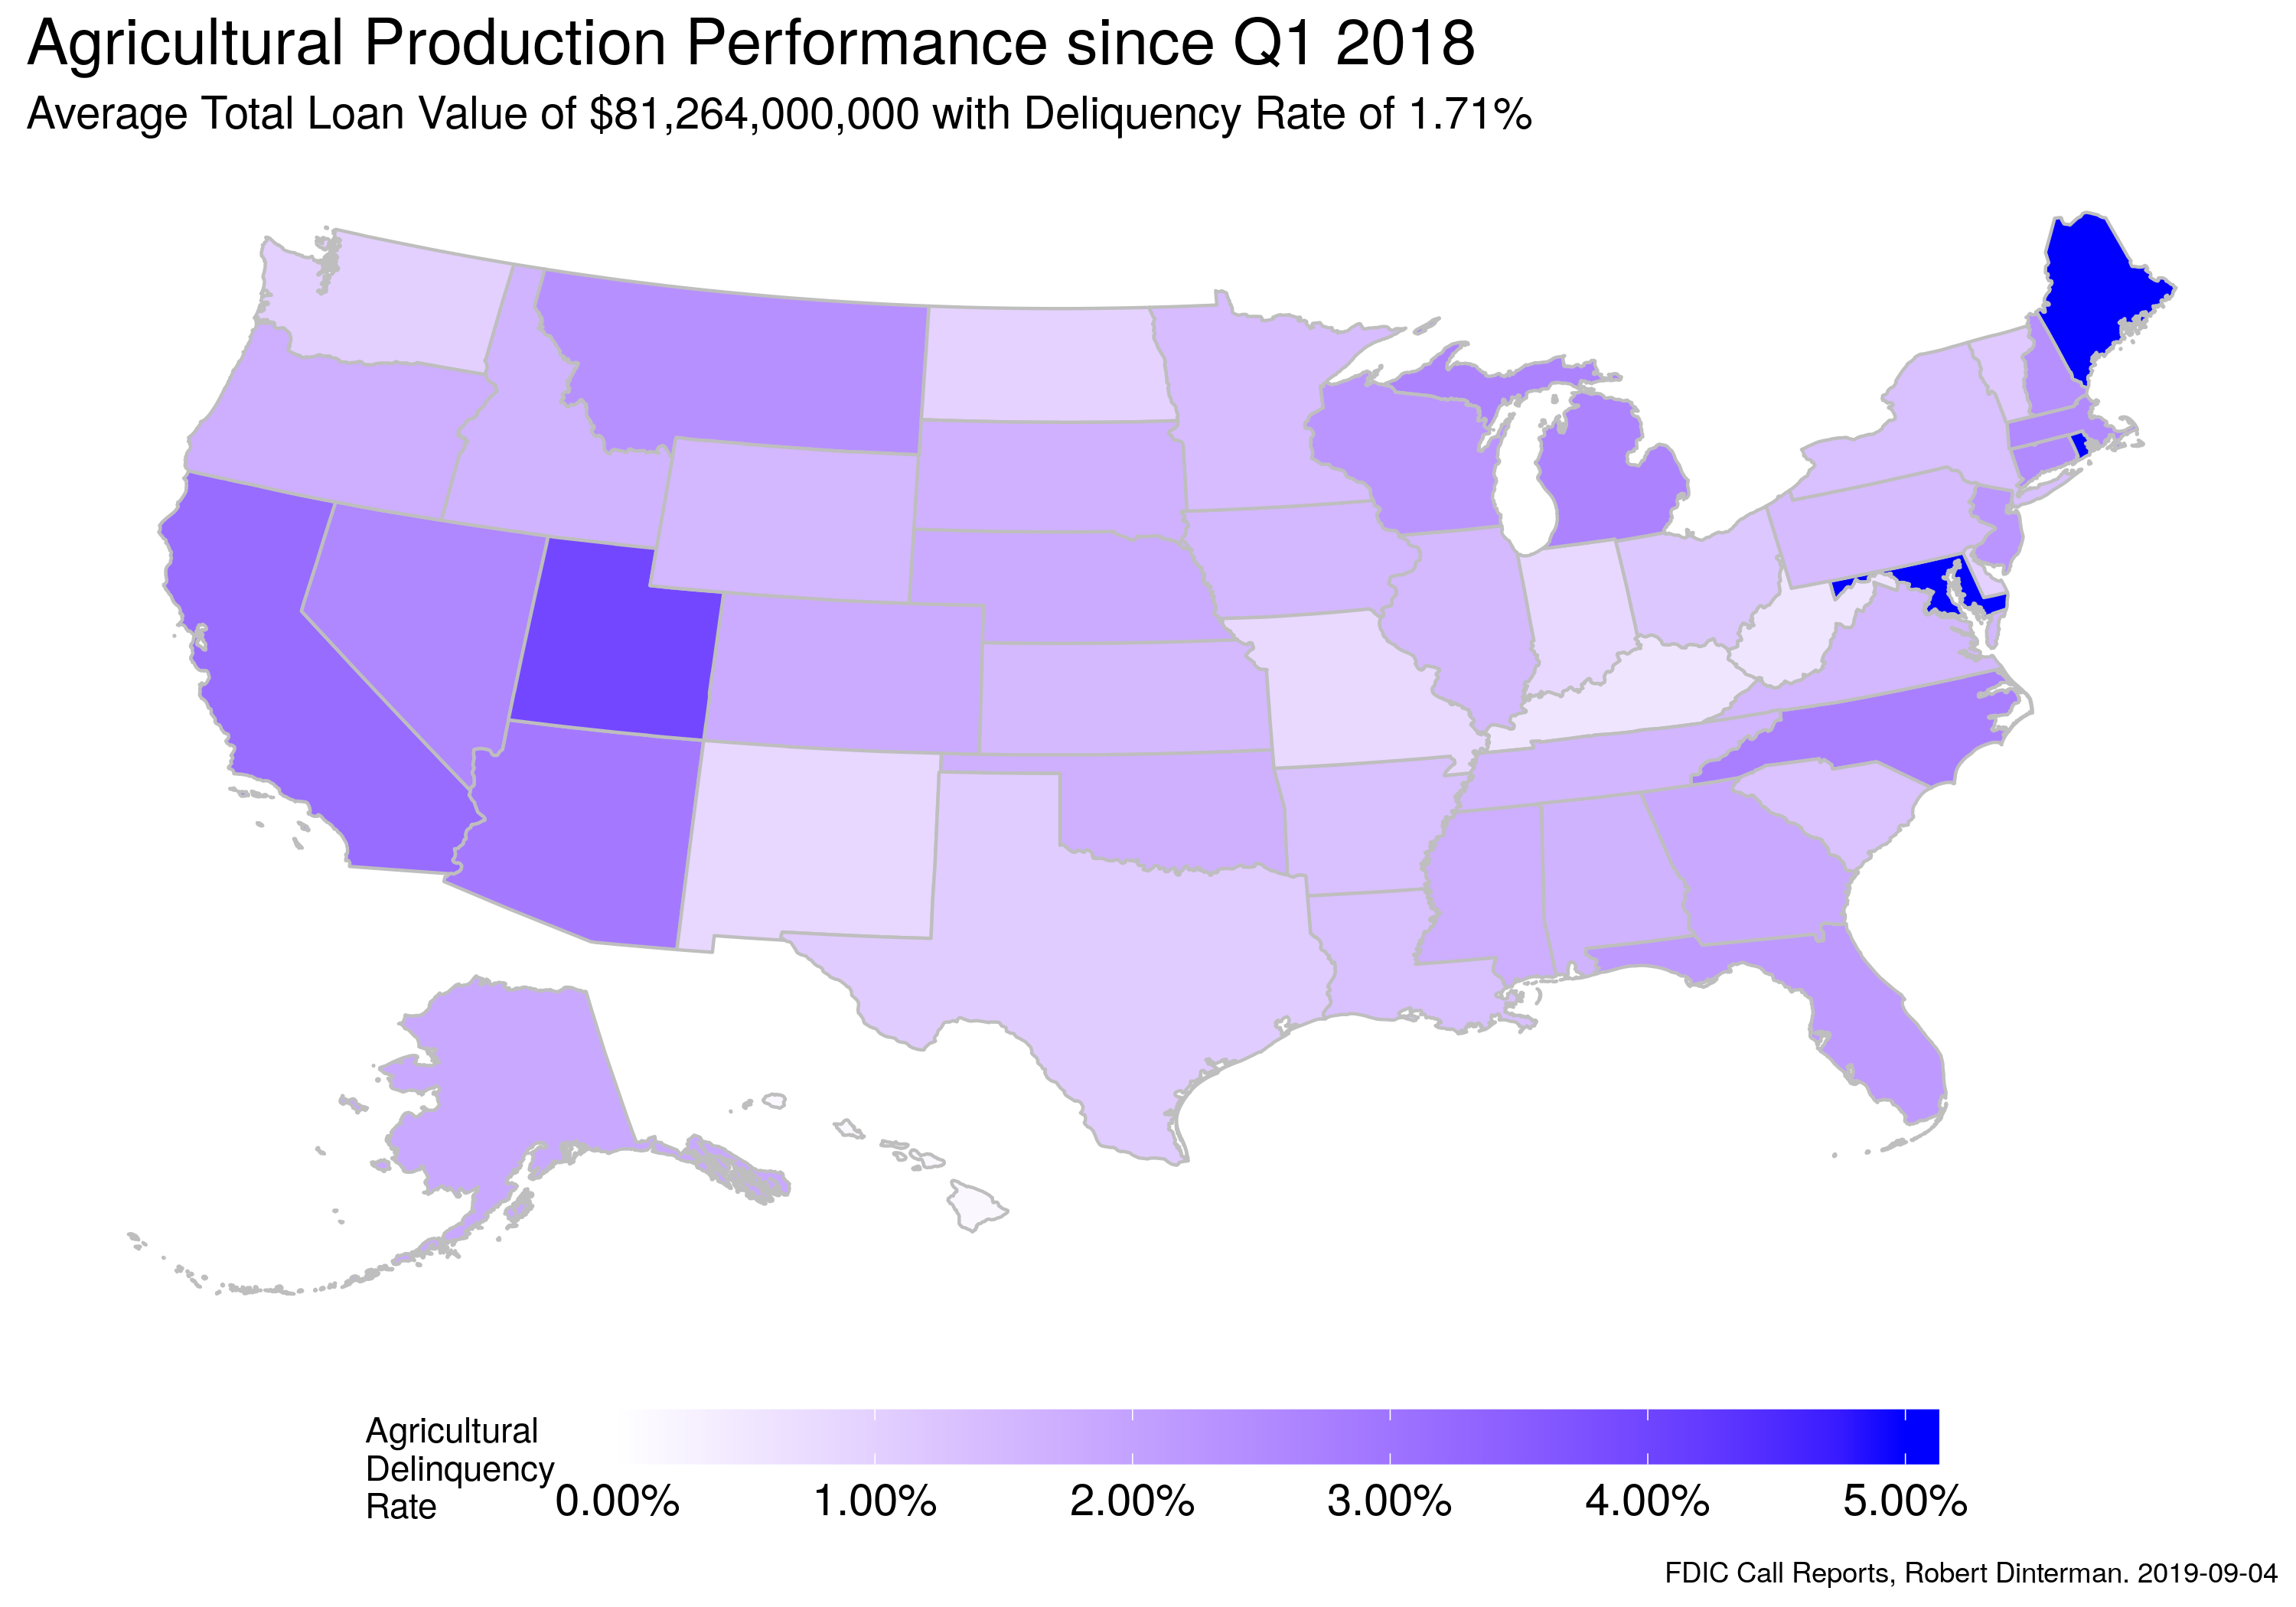 Agricultural Production Performance since Q1 2018
Average Total Loan Value of $81,264,000,000 with Deliquency Rate of 1.71%
Agricultural
Delinquency
Rate
0.00% 1.00% 2.00% 3.00% 4.00% 5.00%
FDIC Call Reports, Robert Dinterman. 2019-09-04